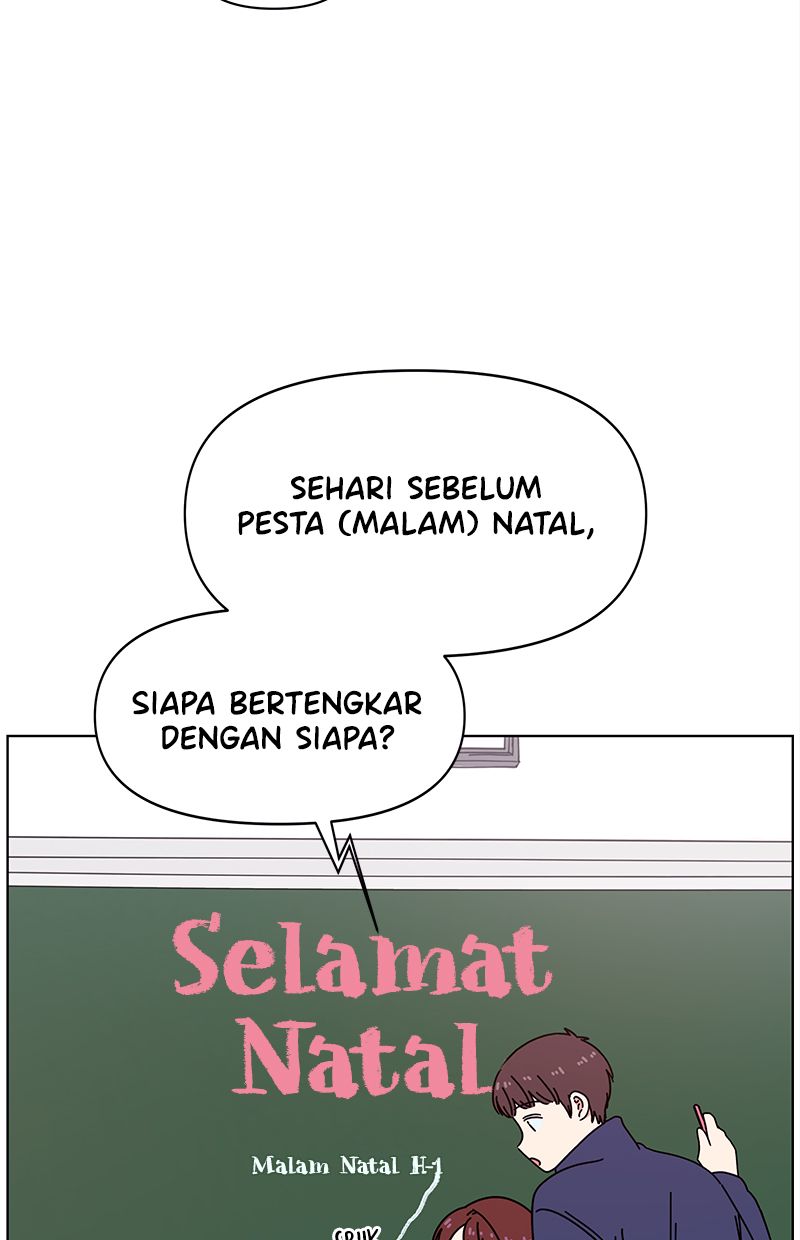 SEHARI SEBELUM
PESTA (MALAM) NATAL,
SIAPA BERTENGKAR
DENGAN SIAPA?
Selamat
Natal
Malam Natal H-1